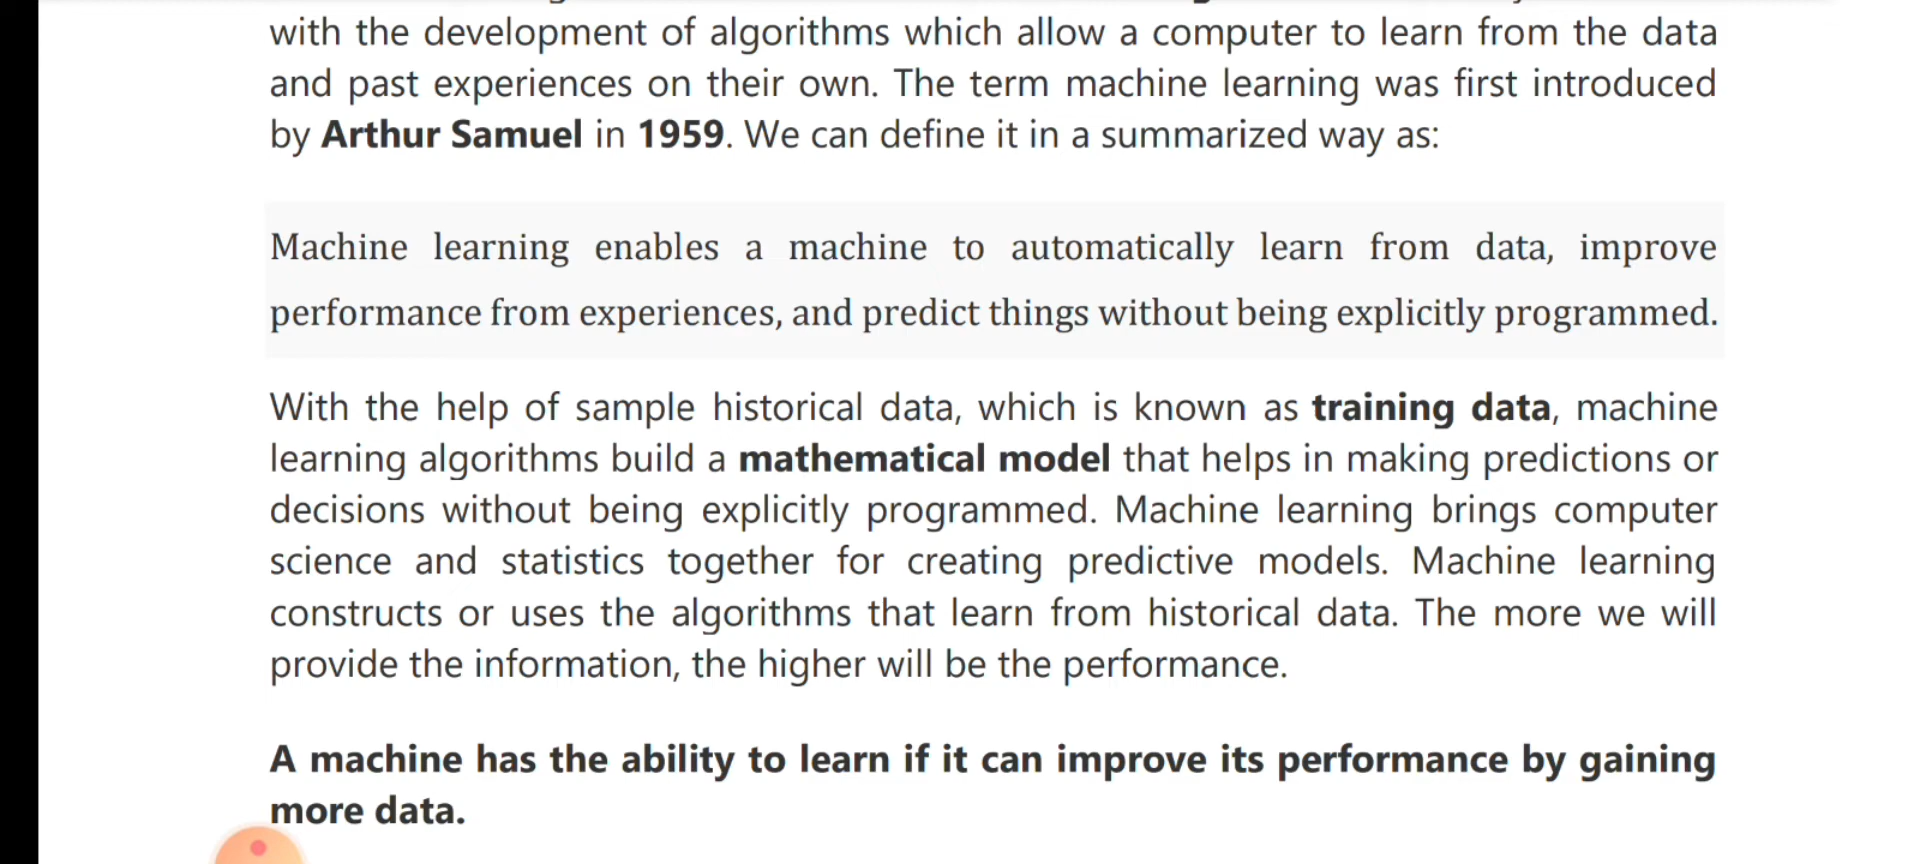 with the development of algorithms which allow a computer to learn from the data
and past experiences on their own. The term machine learning was first introduced
by Arthur Samuel in 1959. We can define it in a summarized way as:
Machine learning enables a machine to automatically learn from data, improve
performance from experiences, and predict things without being explicitly programmed.
With the help of sample historical data, which is known as training data, machine
learning algorithms build a mathematical model that helps in making predictions or
decisions without being explicitly programmed. Machine learning brings computer
science and statistics together for creating predictive models. Machine learning
constructs or uses the algorithms that learn from historical data. The more we will
provide the information, the higher will be the performance.
A machine has the ability to learn if it can improve its performance by gaining
more data.